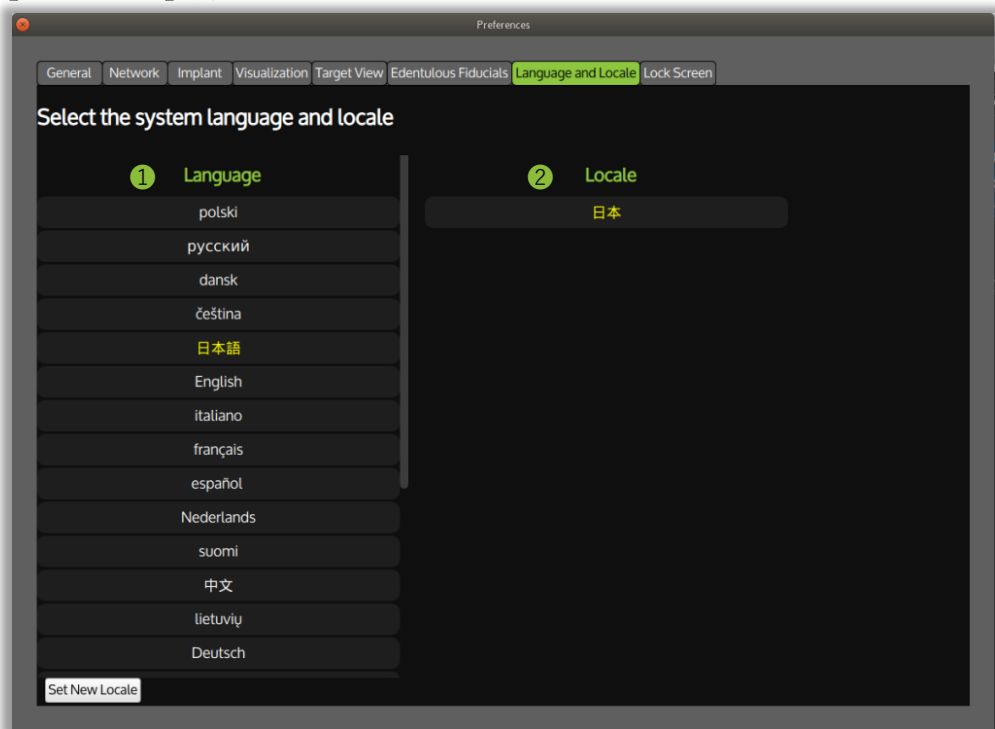 Preferences
General Network Implant Visualization Target View Edentulous Fiducials Language and Locale Lock Screen
Select the system language and locale
1 Language
polski
русский
dansk
čeština
日本語
English
italiano
français
español
Nederlands
suomi
中文
lietuvių
Deutsch
2 Locale
日本
Set New Locale